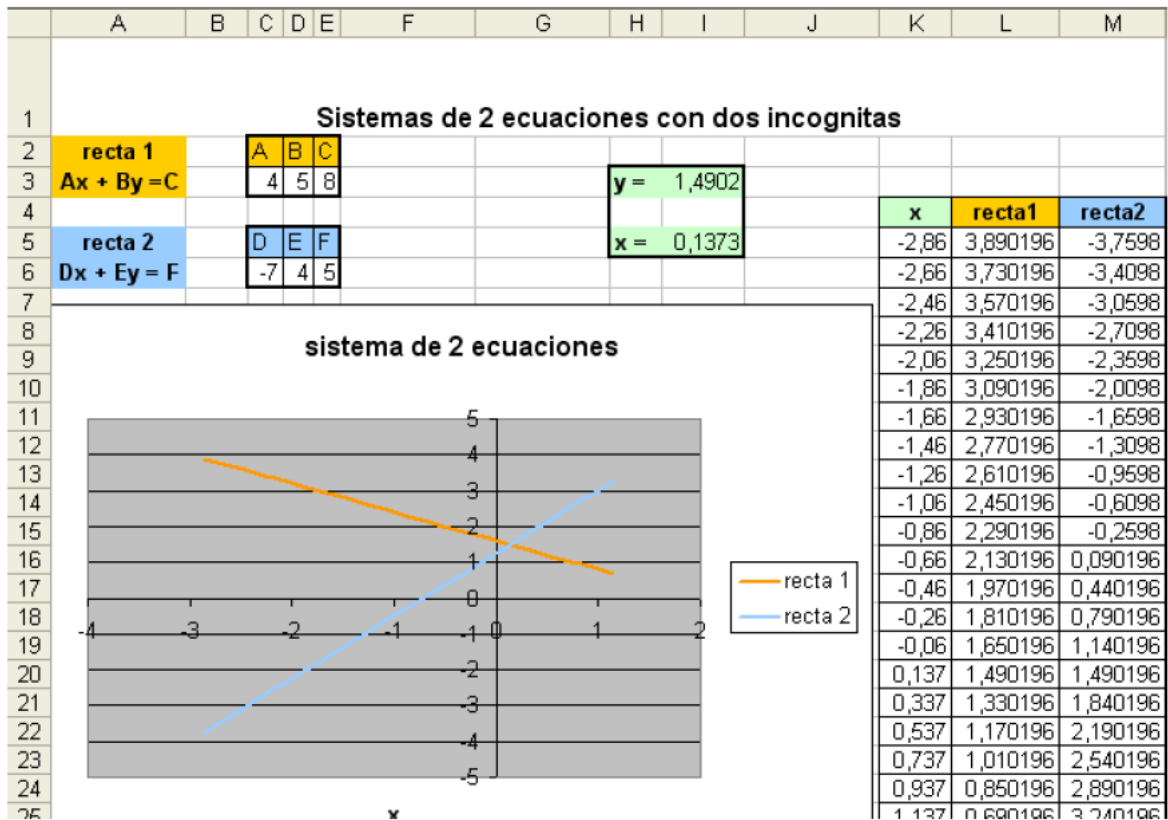 A B C D E F G H I J K L M
1 Sistemas de 2 ecuaciones con dos incognitas
2 recta 1 A B C
3 Ax + By =C 4 5 8 y = 1,4902
4 x recta1 recta2
5 recta 2 D E F x = 0,1373 -2,86 3,890196 -3,7598
6 Dx + Ey = F -7 4 5 -2,66 3,730196 -3,4098
7 -2,46 3,570196 -3,0598
8 -2,26 3,410196 -2,7098
sistema de 2 ecuaciones
9 -2,06 3,250196 -2,3598
10 -1,86 3,090196 -2,0098
11 5 -1,66 2,930196 -1,6598
12 4 -1,46 2,770196 -1,3098
13 -1,26 2,610196 -0,9598
14 3 -1,06 2,450196 -0,6098
15 2 -0,86 2,290196 -0,2598
16 1 -0,66 2,130196 0,090196
17 recta 1 -0,46 1,970196 0,440196
0
18 recta 2 -0,26 1,810196 0,790196
-4 -3 -2 -1 0 1 2
19 -1 -0,06 1,650196 1,140196
20 -2 0,137 1,490196 1,490196
21 -3 0,337 1,330196 1,840196
22 -4 0,537 1,170196 2,190196
23 0,737 1,010196 2,540196
24 -5 0,937 0,850196 2,890196
25 x 1,137 0,690196 3,240196